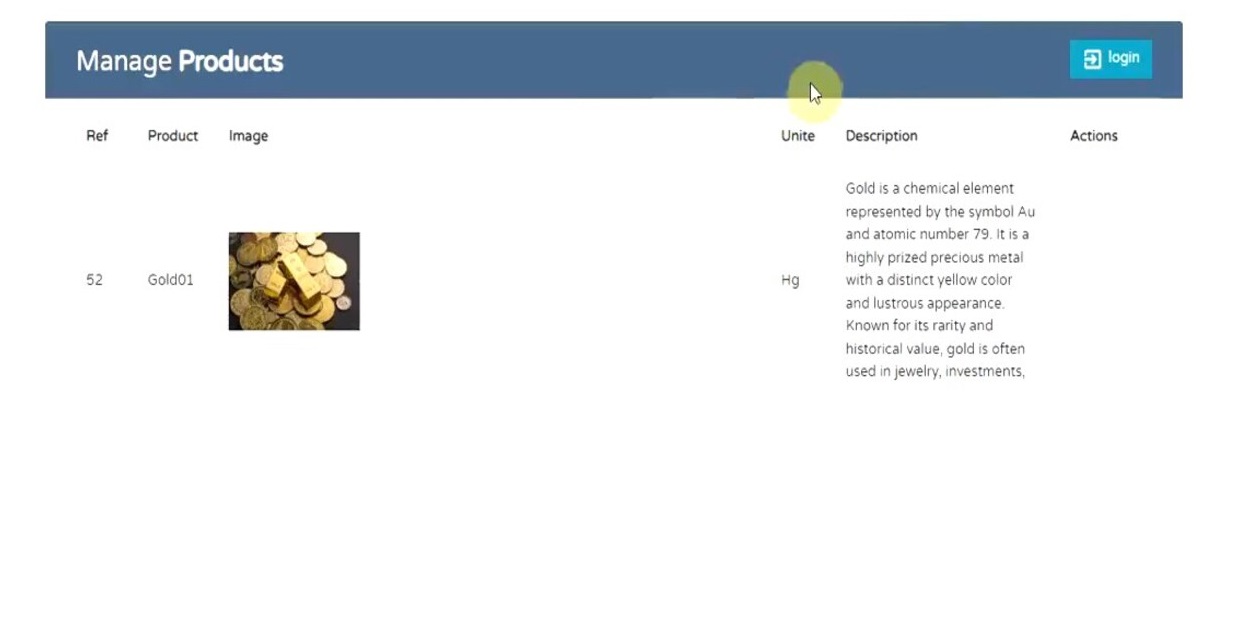 Manage Products
login
Ref Product Image Unite Description Actions
52 Gold01 Hg
Gold is a chemical element
represented by the symbol Au
and atomic number 79. It is a
highly prized precious metal
with a distinct yellow color
and lustrous appearance.
Known for its rarity and
historical value, gold is often
used in jewelry, investments,